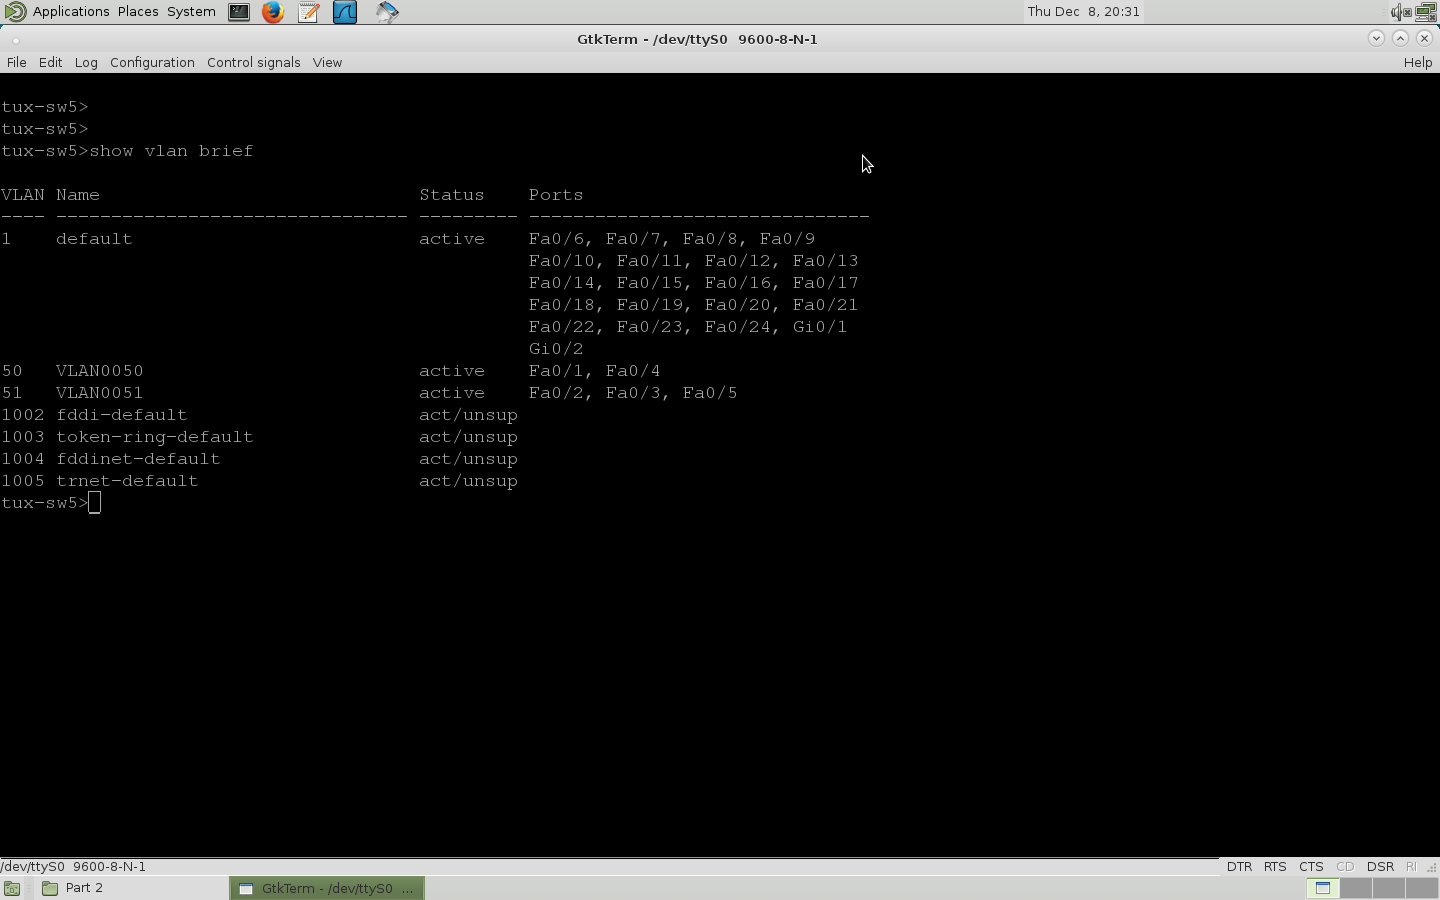 Applications Places System
Thu Dec  8, 20:31
GtkTerm - /dev/ttyS0  9600-8-N-1
File Edit Log Configuration Control signals View Help
tux-sw5>
tux-sw5>
tux-sw5>show vlan brief
VLAN Name                             Status    Ports
---- -------------------------------- --------- -------------------------------
1    default                          active    Fa0/6, Fa0/7, Fa0/8, Fa0/9
                                                Fa0/10, Fa0/11, Fa0/12, Fa0/13
                                                Fa0/14, Fa0/15, Fa0/16, Fa0/17
                                                Fa0/18, Fa0/19, Fa0/20, Fa0/21
                                                Fa0/22, Fa0/23, Fa0/24, Gi0/1
                                                Gi0/2
50   VLAN0050                         active    Fa0/1, Fa0/4
51   VLAN0051                         active    Fa0/2, Fa0/3, Fa0/5
1002 fddi-default                     act/unsup
1003 token-ring-default               act/unsup
1004 fddinet-default                  act/unsup
1005 trnet-default                    act/unsup
tux-sw5>
/dev/ttyS0  9600-8-N-1 DTR RTS CTS CD DSR RI
Part 2
GtkTerm - /dev/ttyS0  ...